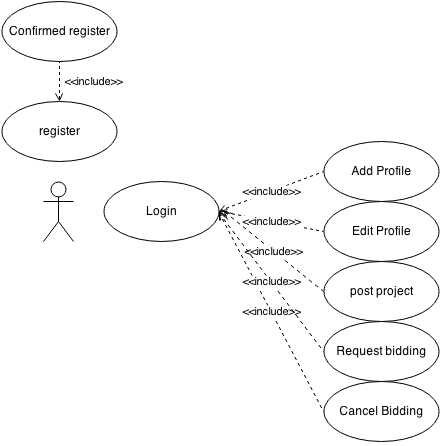 Confirmed register
<<include>>
register
Login
<<include>>
Add Profile
<<include>>
Edit Profile
<<include>>
post project
<<include>>
Request bidding
<<include>>
Cancel Bidding